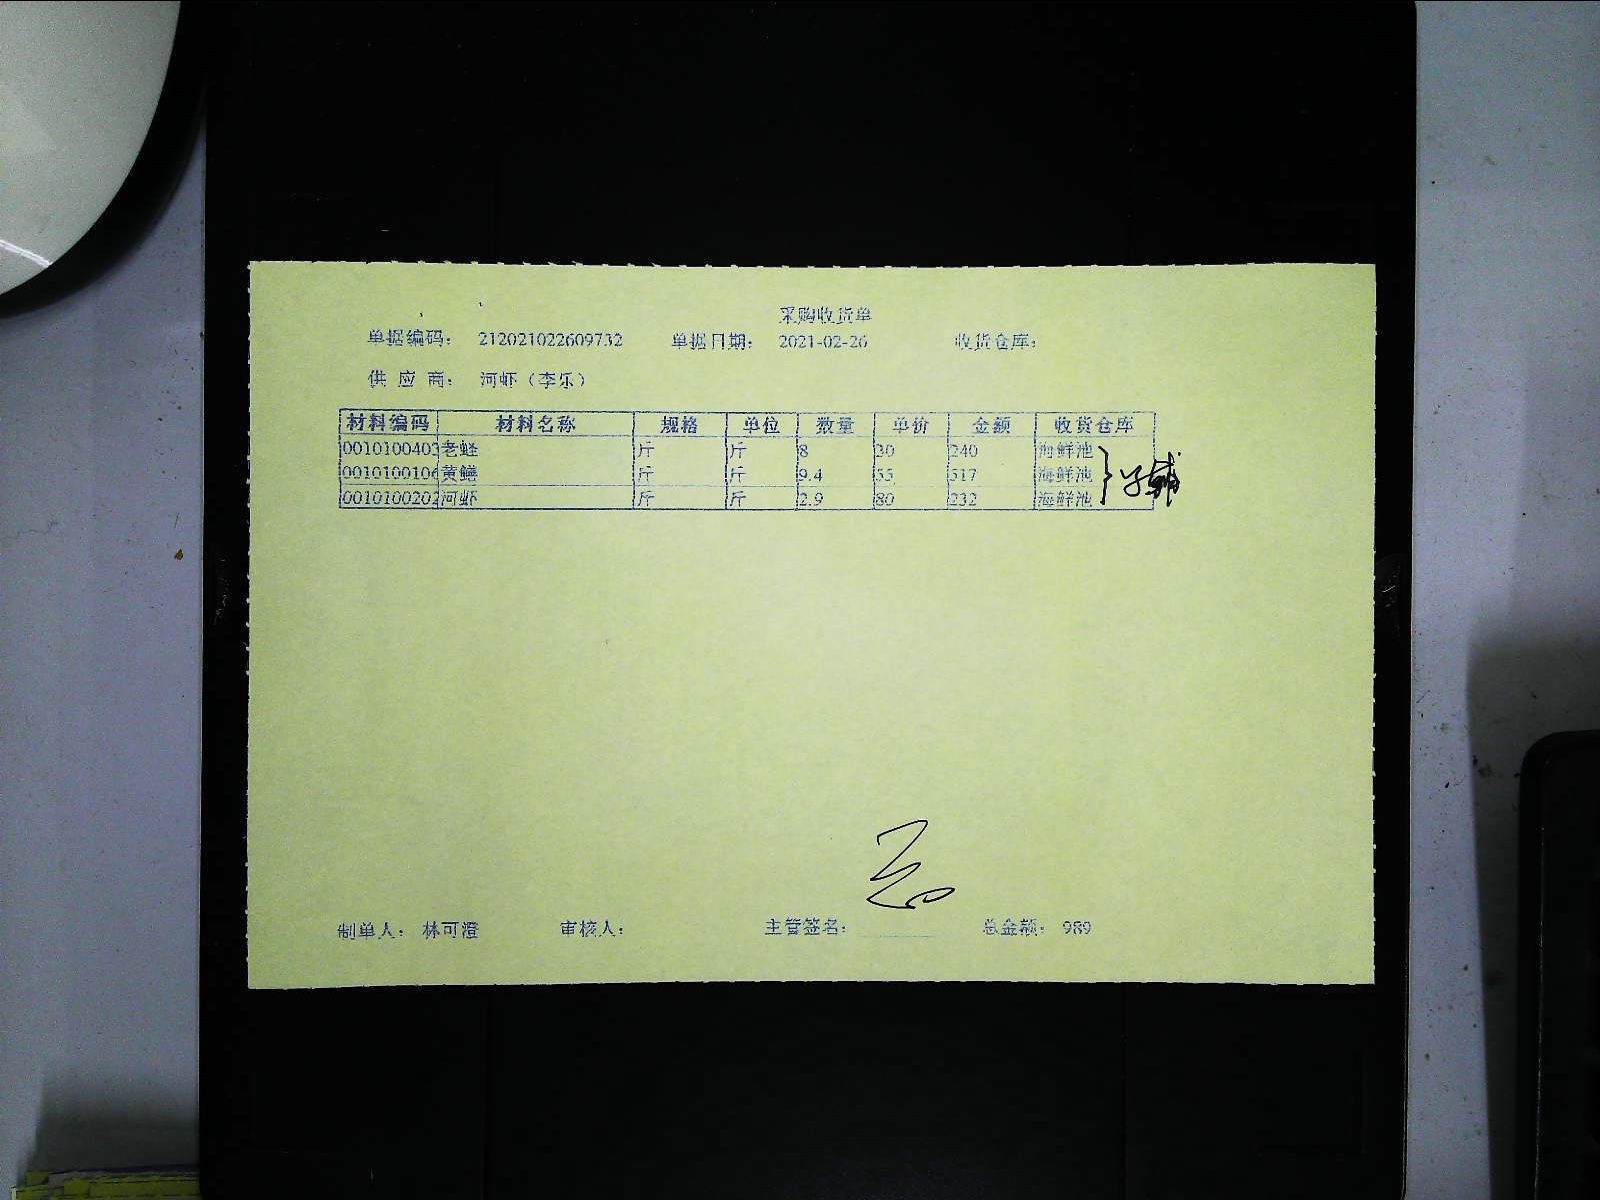 采购收货单
单据编码： 212021022609732 单据日期： 2021-02-26 收货仓库：
供 应 商： 河虾（李乐）
材料编码 材料名称 规格 单位 数量 单价 金额 收货仓库
0010100403 老蛏 斤 斤 8 30 240 海鲜池
0010100106 黄鳝 斤 斤 9.4 55 517 海鲜池
0010100202 河虾 斤 斤 2.9 80 232 海鲜池
制单人： 林可澄 审核人： 主管签名： 总金额： 989